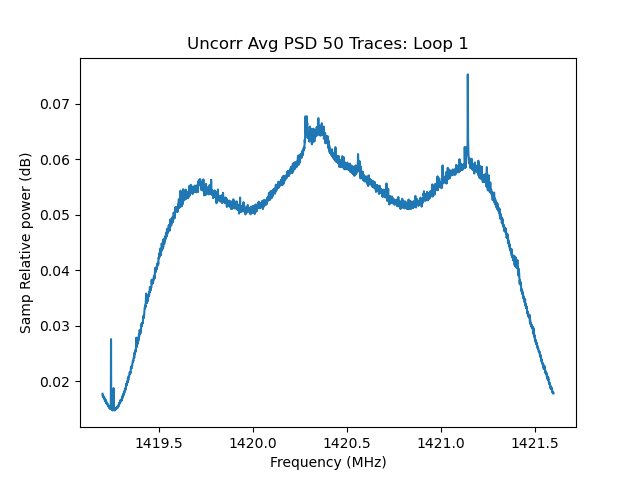 Uncorr Avg PSD 50 Traces: Loop 1
Samp Relative power (dB)
0.07
0.06
0.05
0.04
0.03
0.02
1419.5 1420.0 1420.5 1421.0 1421.5
Frequency (MHz)